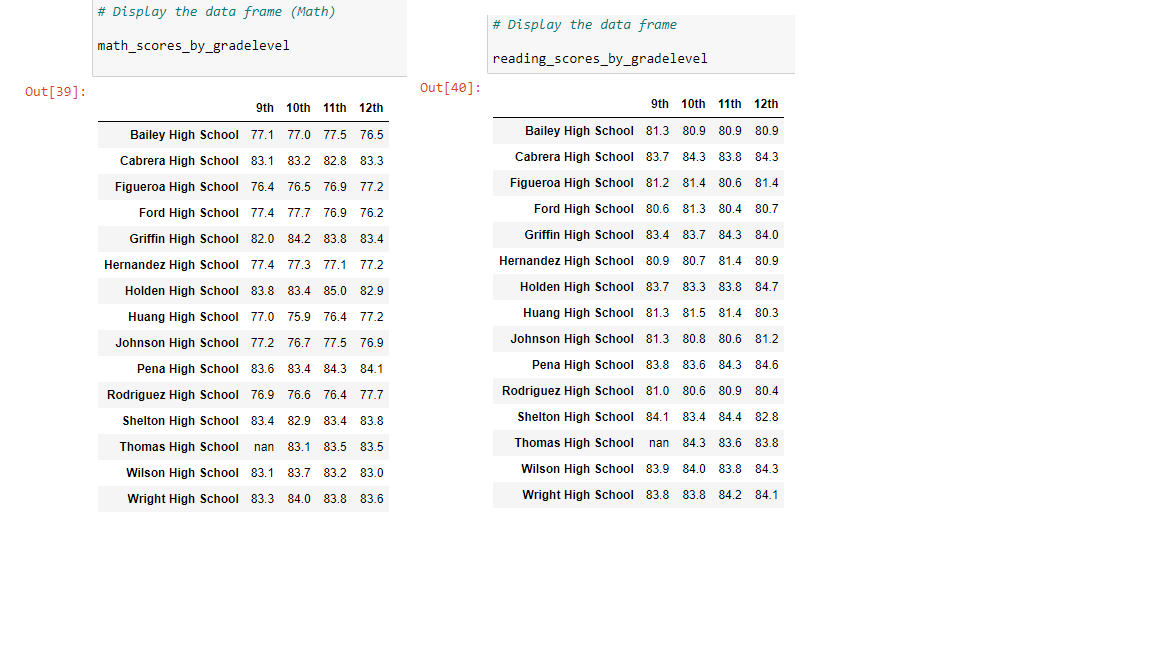 # Display the data frame (Math)
math_scores_by_gradelevel
Out[39]:
9th 10th 11th 12th
Bailey High School 77.1 77.0 77.5 76.5
Cabrera High School 83.1 83.2 82.8 83.3
Figueroa High School 76.4 76.5 76.9 77.2
Ford High School 77.4 77.7 76.9 76.2
Griffin High School 82.0 84.2 83.8 83.4
Hernandez High School 77.4 77.3 77.1 77.2
Holden High School 83.8 83.4 85.0 82.9
Huang High School 77.0 75.9 76.4 77.2
Johnson High School 77.2 76.7 77.5 76.9
Pena High School 83.6 83.4 84.3 84.1
Rodriguez High School 76.9 76.6 76.4 77.7
Shelton High School 83.4 82.9 83.4 83.8
Thomas High School nan 83.1 83.5 83.5
Wilson High School 83.1 83.7 83.2 83.0
Wright High School 83.3 84.0 83.8 83.6
# Display the data frame
reading_scores_by_gradelevel
Out[40]:
9th 10th 11th 12th
Bailey High School 81.3 80.9 80.9 80.9
Cabrera High School 83.7 84.3 83.8 84.3
Figueroa High School 81.2 81.4 80.6 81.4
Ford High School 80.6 81.3 80.4 80.7
Griffin High School 83.4 83.7 84.3 84.0
Hernandez High School 80.9 80.7 81.4 80.9
Holden High School 83.7 83.3 83.8 84.7
Huang High School 81.3 81.5 81.4 80.3
Johnson High School 81.3 80.8 80.6 81.2
Pena High School 83.8 83.6 84.3 84.6
Rodriguez High School 81.0 80.6 80.9 80.4
Shelton High School 84.1 83.4 84.4 82.8
Thomas High School nan 84.3 83.6 83.8
Wilson High School 83.9 84.0 83.8 84.3
Wright High School 83.8 83.8 84.2 84.1